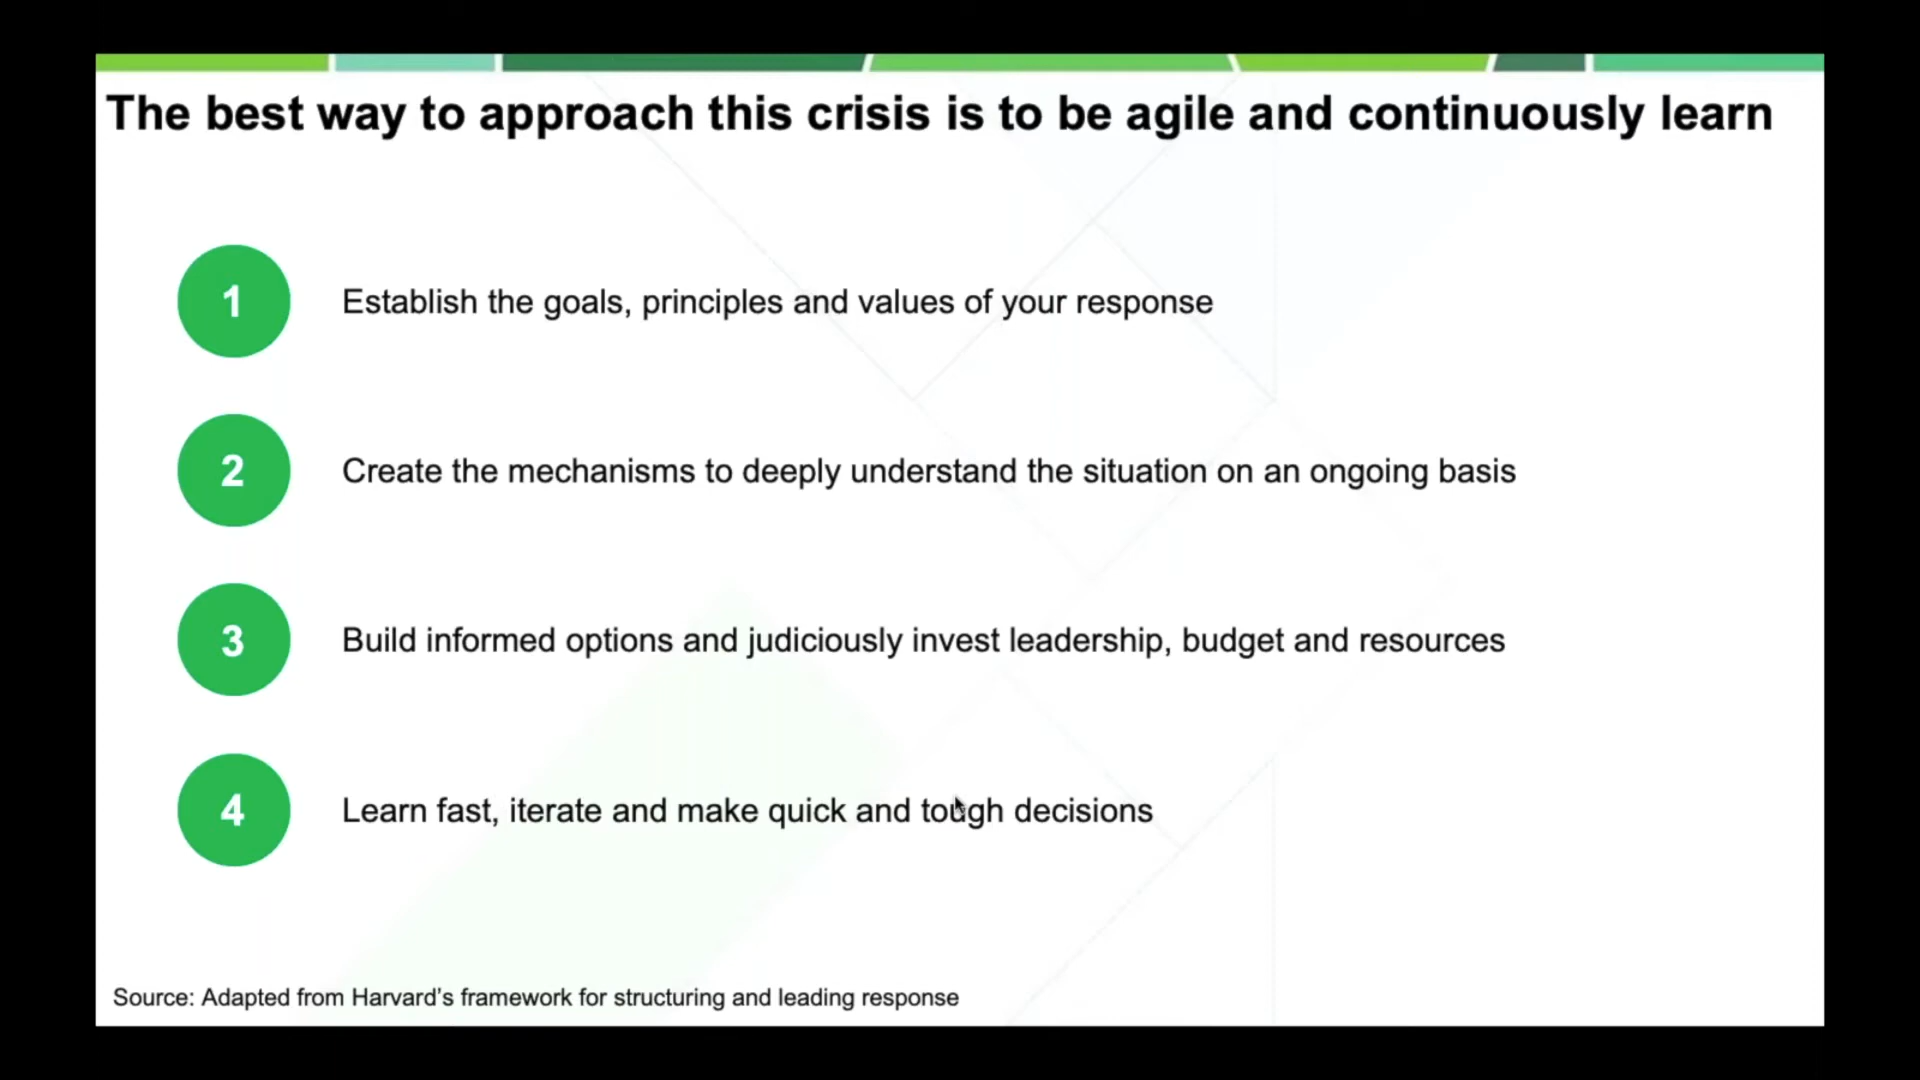 The best way to approach this crisis is to be agile and continuously learn
1
Establish the goals, principles and values of your response
2
Create the mechanisms to deeply understand the situation on an ongoing basis
3
Build informed options and judiciously invest leadership, budget and resources
4
Learn fast, iterate and make quick and tough decisions
Source: Adapted from Harvard’s framework for structuring and leading response